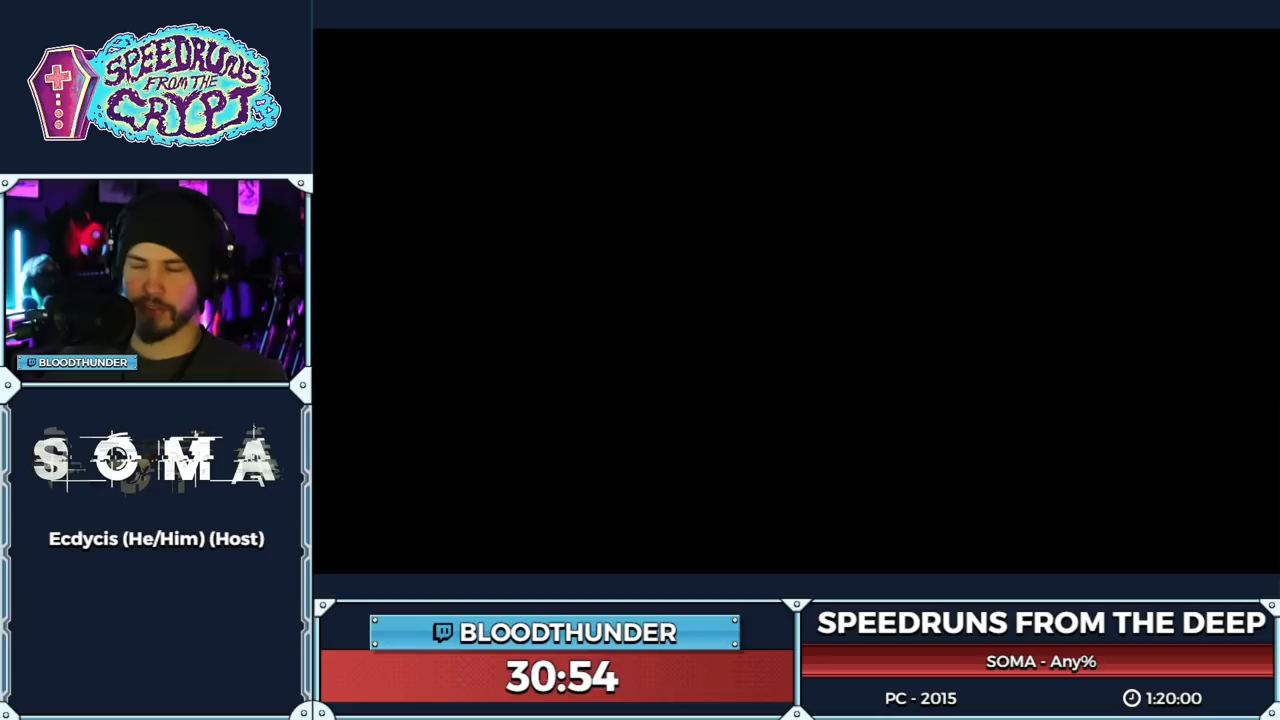 SPEEDRUNS
FROM THE
CRYPT
BLOODTHUNDER
SOMA
Ecdycis (He/Him) (Host)
BLOODTHUNDER
30:54
SPEEDRUNS FROM THE DEEP
SOMA - Any%
PC - 2015
1:20:00